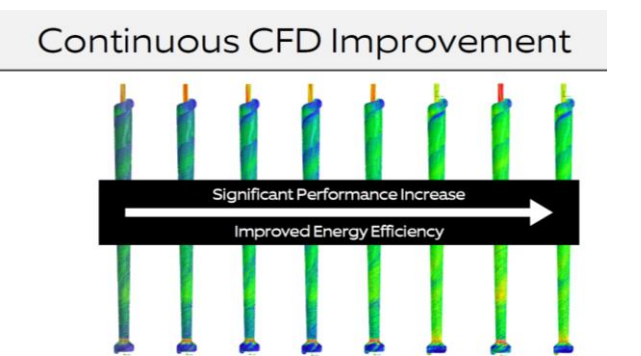 Continuous CFD Improvement
Significant Performance Increase
Improved Energy Efficiency